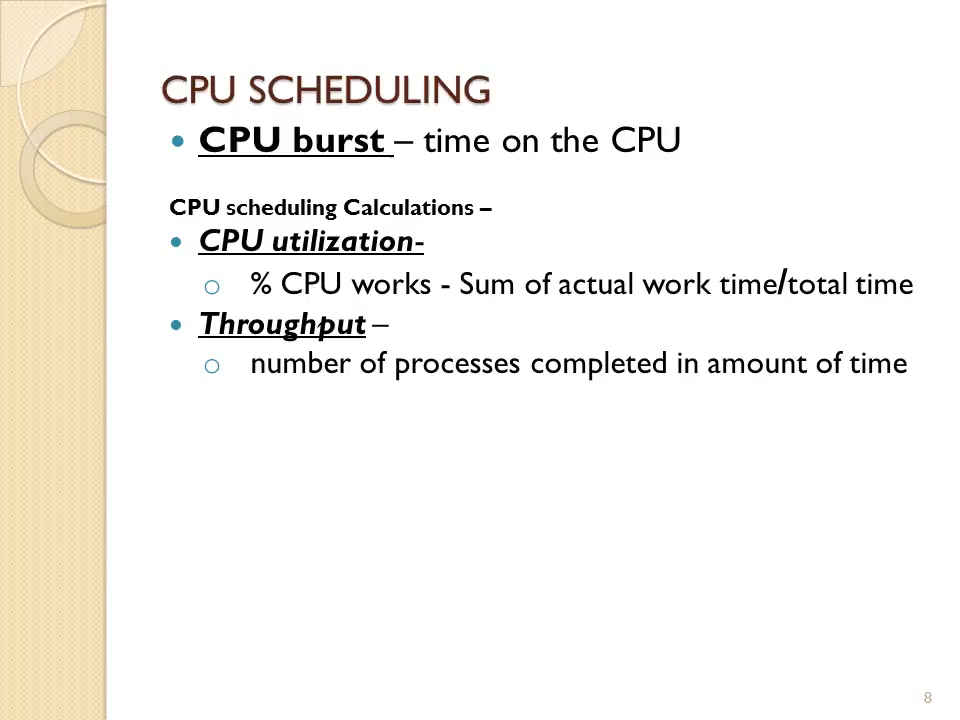 CPU SCHEDULING
• CPU burst – time on the CPU
CPU scheduling Calculations –
• CPU utilization-
o % CPU works - Sum of actual work time/total time
• Throughput –
o number of processes completed in amount of time
8